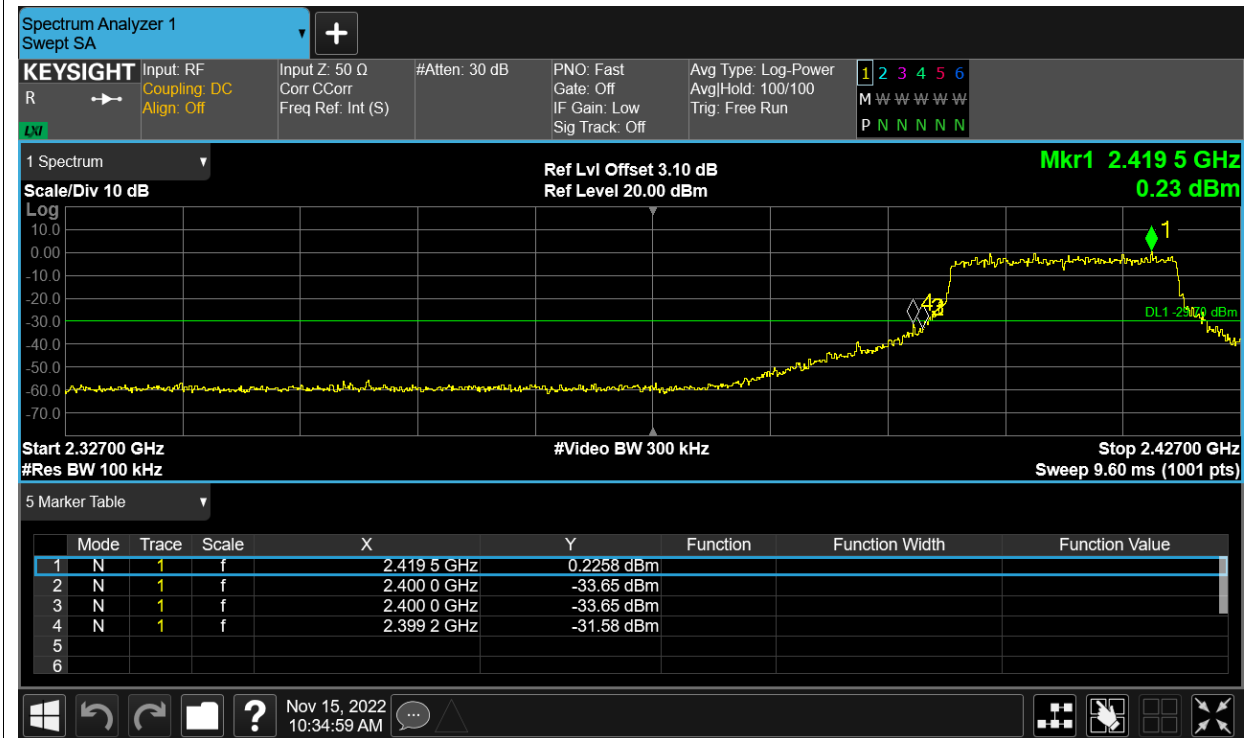 Spectrum Analyzer 1
Swept SA
+
KEYSIGHT
R
LXI
Input: RF
Coupling: DC
Align: Off
Input Z: 50 Ω
Corr CCorr
Freq Ref: Int (S)
#Atten: 30 dB
PNO: Fast
Gate: Off
IF Gain: Low
Sig Track: Off
Avg Type: Log-Power
Avg|Hold: 100/100
Trig: Free Run
1 2 3 4 5 6
M W W W W W
P N N N N N
1 Spectrum
Scale/Div 10 dB
Ref Lvl Offset 3.10 dB
Ref Level 20.00 dBm
Mkr1 2.419 5 GHz
0.23 dBm
Log
10.0
0.00
-10.0
-20.0
-30.0
-40.0
-50.0
-60.0
-70.0
1
4
DL1 -29.70 dBm
Start 2.32700 GHz
#Res BW 100 kHz
#Video BW 300 kHz
Stop 2.42700 GHz
Sweep 9.60 ms (1001 pts)
5 Marker Table
Mode Trace Scale X Y Function Function Width Function Value
1 N 1 f 2.419 5 GHz 0.2258 dBm
2 N 1 f 2.400 0 GHz -33.65 dBm
3 N 1 f 2.400 0 GHz -33.65 dBm
4 N 1 f 2.399 2 GHz -31.58 dBm
5
6
?
Nov 15, 2022
10:34:59 AM